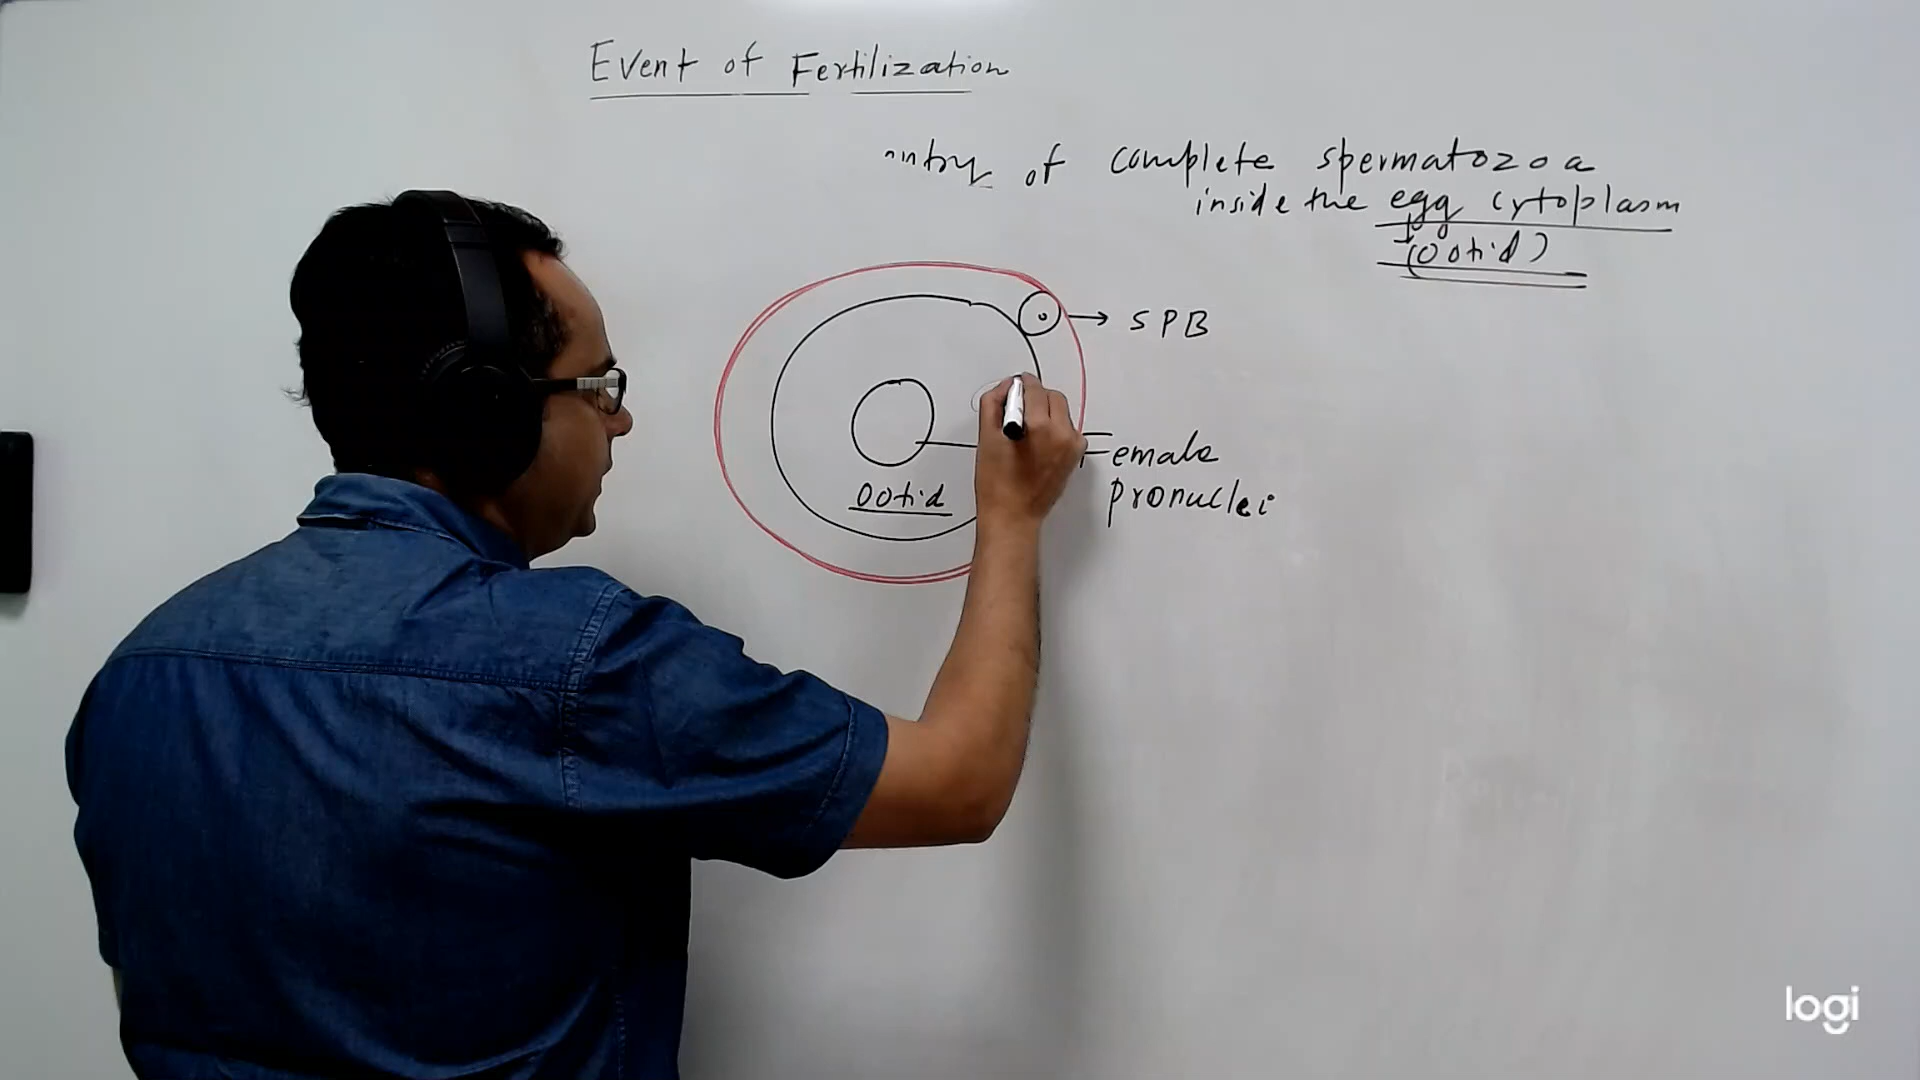 Event of Fertilization
entry of complete spermatozoa
inside the egg cytoplasm
(Ootid)
SPB
Female
pronuclei
Ootid
logi